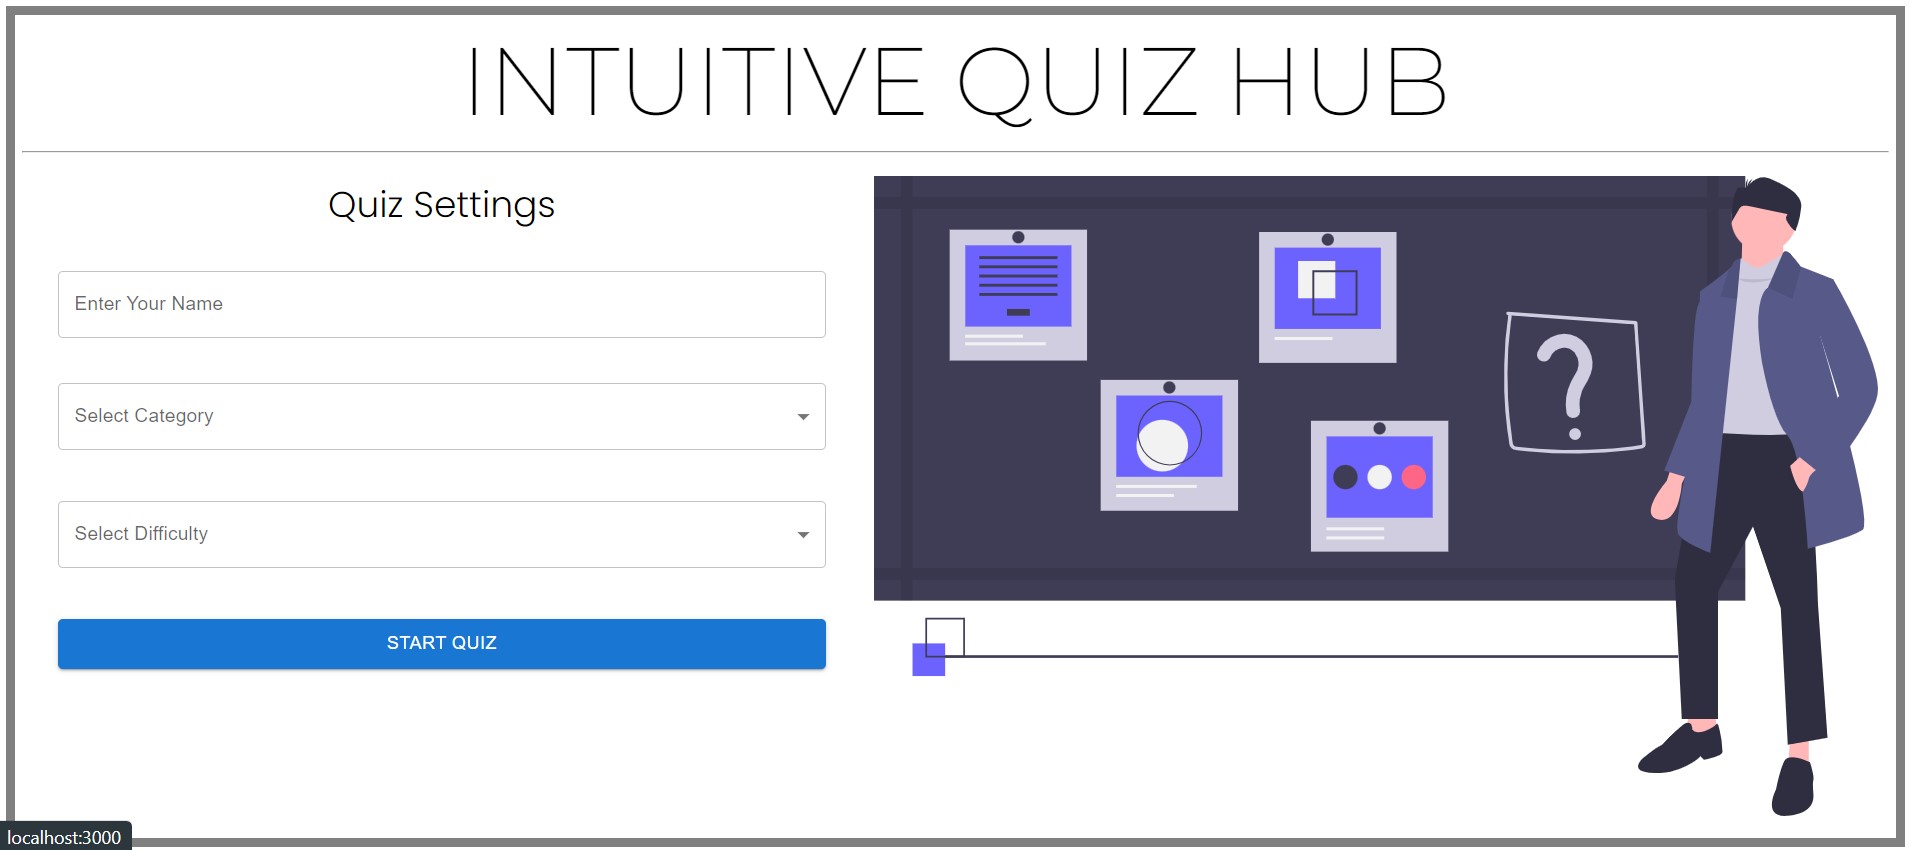 INTUITIVE QUIZ HUB
Quiz Settings
Enter Your Name
Select Category
Select Difficulty
START QUIZ
?
localhost:3000